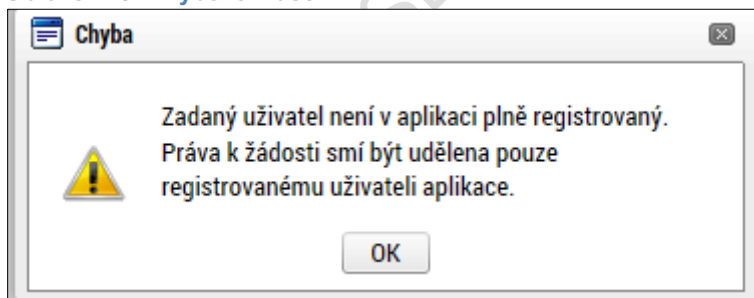 Chyba
Zadaný uživatel není v aplikaci plně registrovaný.
Práva k žádosti smí být udělena pouze
registrovanému uživateli aplikace.
OK